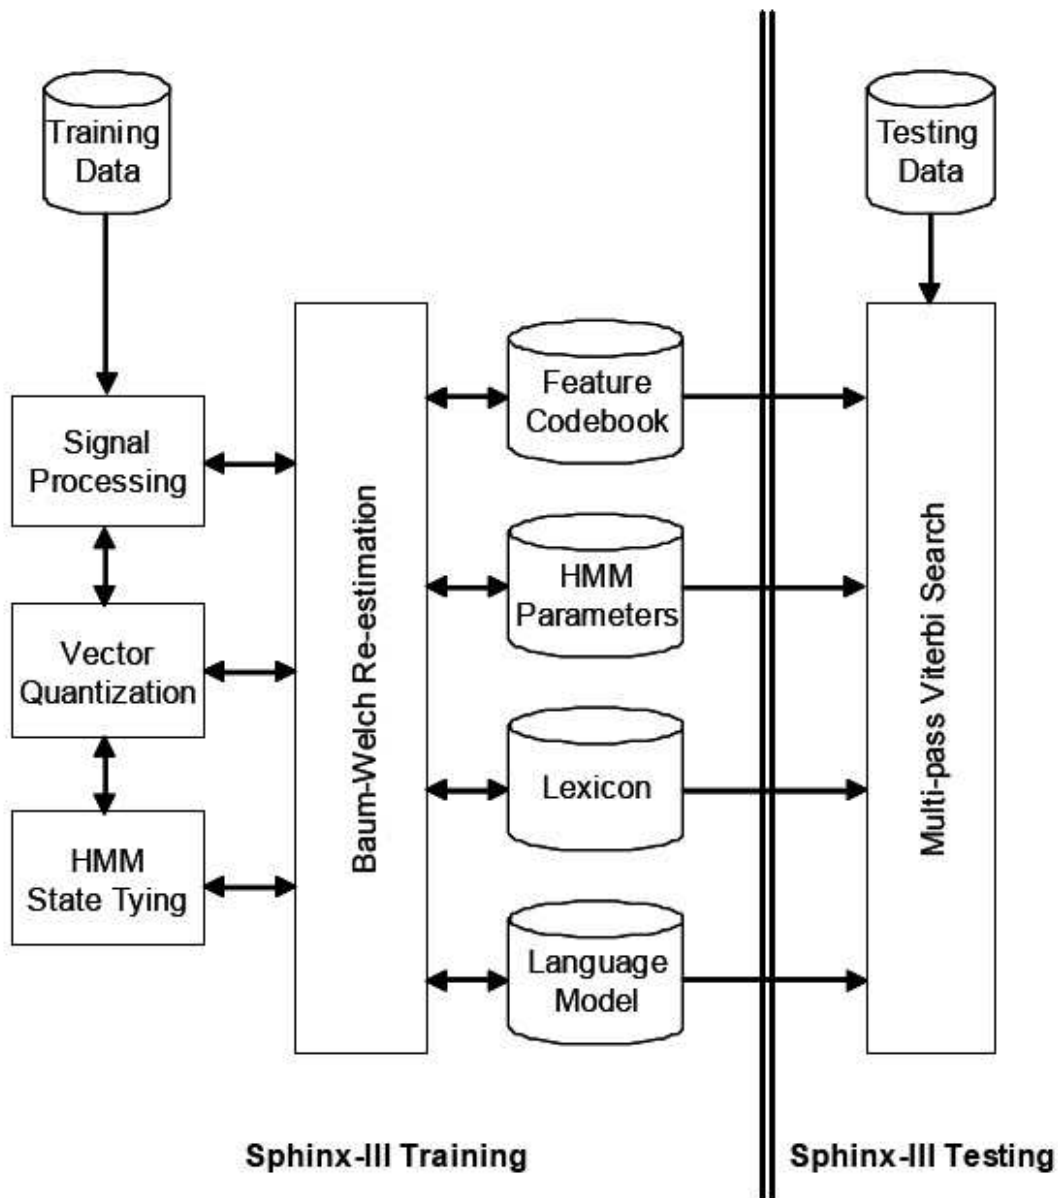 Training
Data
Testing
Data
Signal
Processing
Vector
Quantization
HMM
State Tying
Baum-Welch Re-estimation
Feature
Codebook
HMM
Parameters
Lexicon
Language
Model
Multi-pass Viterbi Search
Sphinx-III Training
Sphinx-III Testing